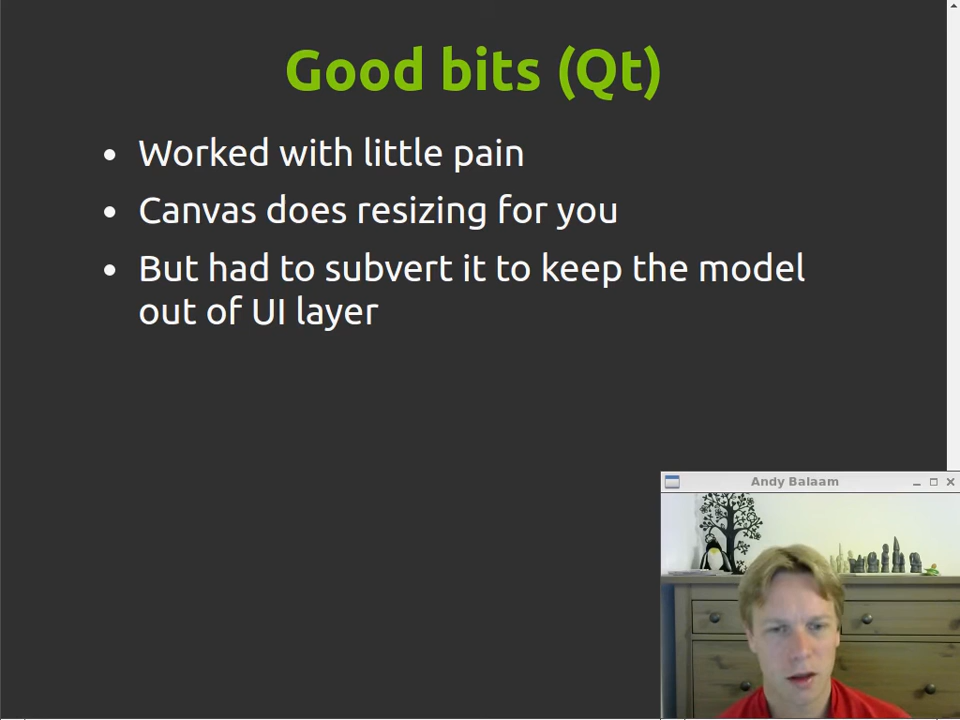 Good bits (Qt)
• Worked with little pain
• Canvas does resizing for you
• But had to subvert it to keep the model
out of UI layer
Andy Balaam